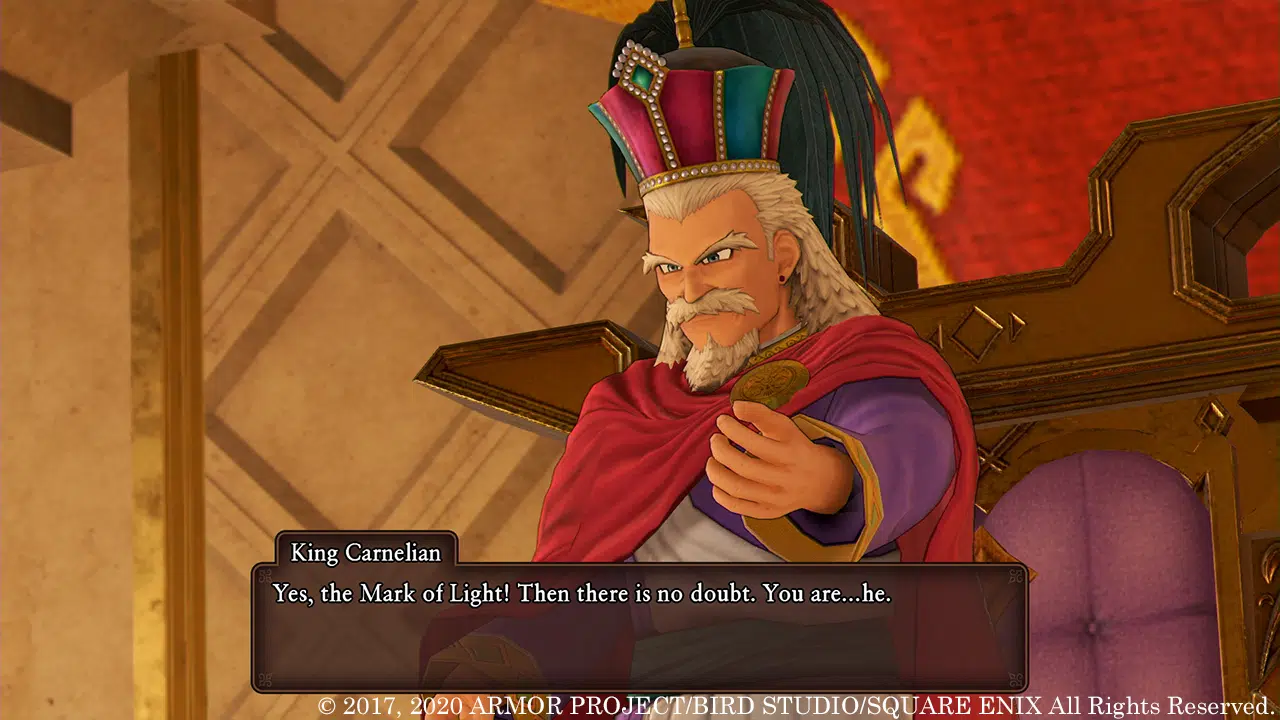 King Carnelian
Yes, the Mark of Light! Then there is no doubt. You are...he.
© 2017, 2020 ARMOR PROJECT/BIRD STUDIO/SQUARE ENIX All Rights Reserved.